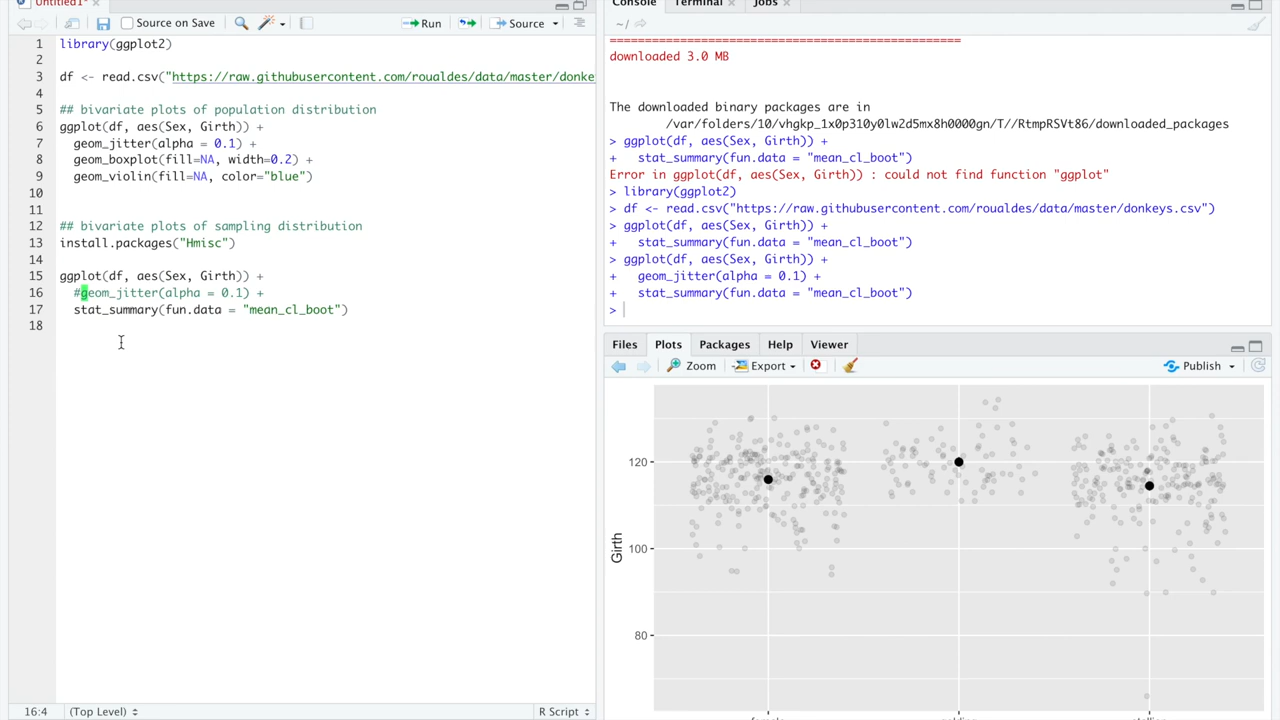 Untitled1* ×
Source on Save
Run
Source
1 library(ggplot2)
2
3 df <- read.csv("https://raw.githubusercontent.com/roualdes/data/master/donke
4
5 ## bivariate plots of population distribution
6 ggplot(df, aes(Sex, Girth)) +
7 geom_jitter(alpha = 0.1) +
8 geom_boxplot(fill=NA, width=0.2) +
9 geom_violin(fill=NA, color="blue")
10
11
12 ## bivariate plots of sampling distribution
13 install.packages("Hmisc")
14
15 ggplot(df, aes(Sex, Girth)) +
16 #geom_jitter(alpha = 0.1) +
17 stat_summary(fun.data = "mean_cl_boot")
18
16:4 (Top Level) R Script
Console Terminal × Jobs ×
~/
================================================
downloaded 3.0 MB
The downloaded binary packages are in
/var/folders/10/vhgkp_1x0p310y0lw2d5mx8h0000gn/T//RtmpRSVt86/downloaded_packages
> ggplot(df, aes(Sex, Girth)) +
+ stat_summary(fun.data = "mean_cl_boot")
Error in ggplot(df, aes(Sex, Girth)) : could not find function "ggplot"
> library(ggplot2)
> df <- read.csv("https://raw.githubusercontent.com/roualdes/data/master/donkeys.csv")
> ggplot(df, aes(Sex, Girth)) +
+ stat_summary(fun.data = "mean_cl_boot")
> ggplot(df, aes(Sex, Girth)) +
+ geom_jitter(alpha = 0.1) +
+ stat_summary(fun.data = "mean_cl_boot")
>
Files Plots Packages Help Viewer
Zoom Export Publish
120
100
80
Girth